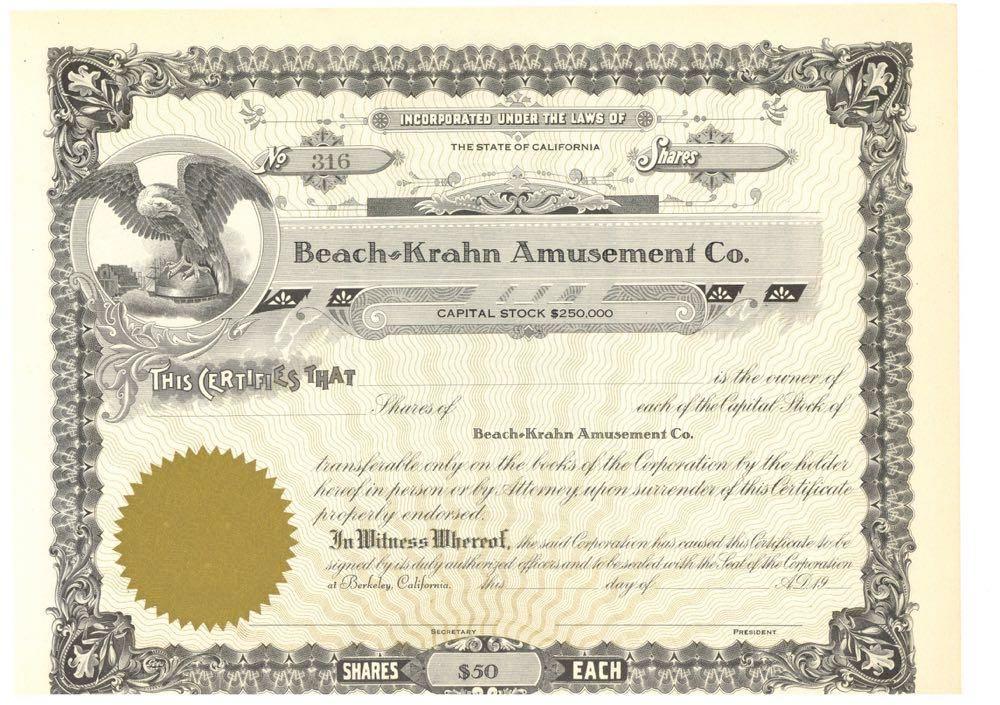 INCORPORATED UNDER THE LAWS OF
THE STATE OF CALIFORNIA
No 316
Shares
Beach-Krahn Amusement Co.
CAPITAL STOCK $250,000
THIS CERTIFIES THAT is the owner of
Shares of each of the Capital Stock of
Beach-Krahn Amusement Co.
transferable only on the books of the Corporation by the holder
hereof in person or by Attorney upon surrender of this Certificate
properly endorsed.
In Witness Whereof, the said Corporation has caused this Certificate to be
signed by its duly authorized officers and to be sealed with the Seal of the Corporation
at Berkeley, California. this day of A.D. 19
SECRETARY PRESIDENT
SHARES $50 EACH